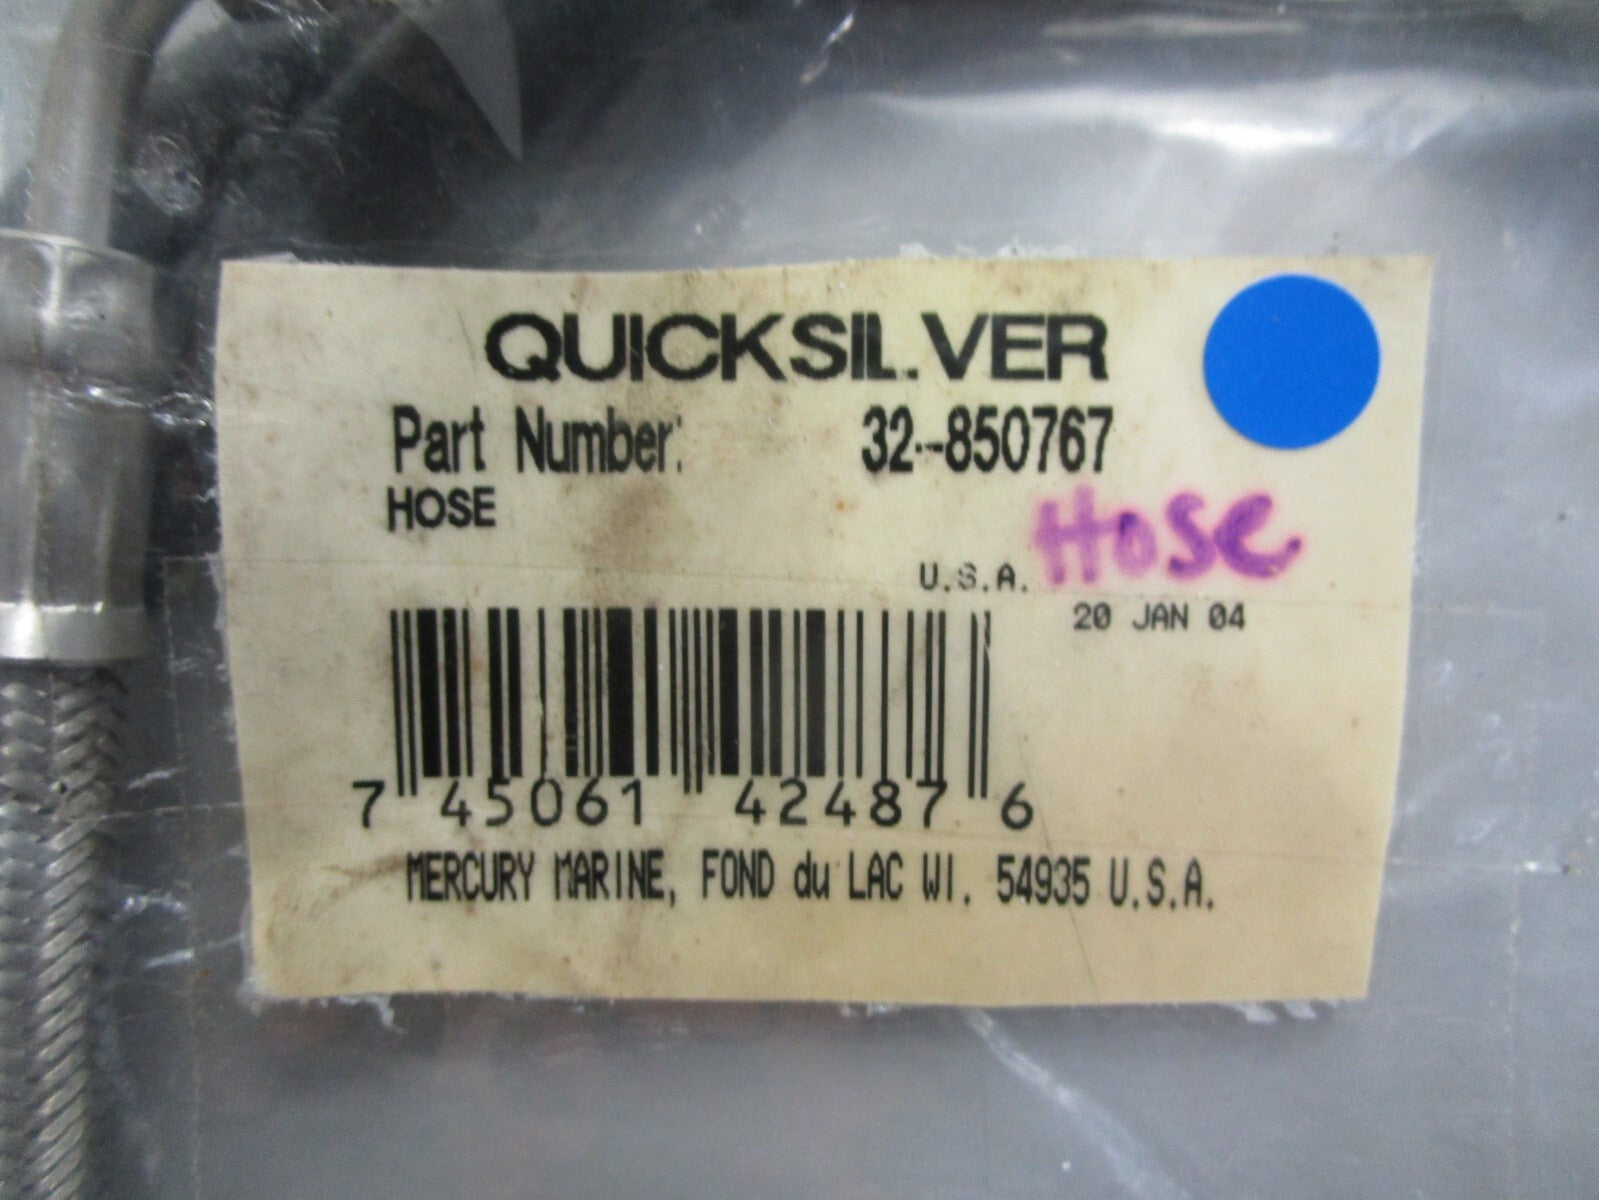 QUICKSILVER
Part Number: 32-850767
HOSE
Hose
U.S.A.
20 JAN 04
7 45061 42487 6
MERCURY MARINE, FOND du LAC WI. 54935 U.S.A.